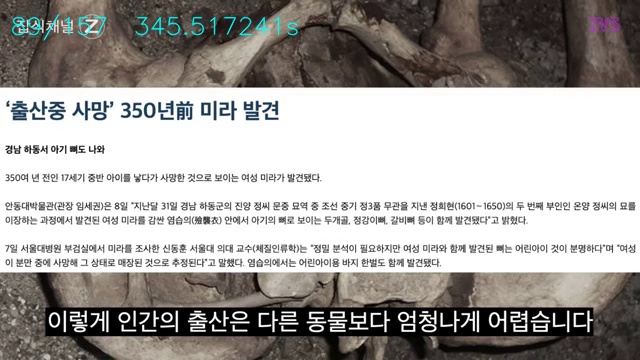 잡식채널 Z
89/157 345.517241s
'출산중 사망' 350년前 미라 발견
경남 하동서 아기 뼈도 나와
350여 년 전인 17세기 중반 아이를 낳다가 사망한 것으로 보이는 여성 미라가 발견됐다.
안동대박물관(관장 임세권)은 8일 "지난달 31일 경남 하동군의 진양 정씨 문중 묘역 중 조선 중기 정3품 무관을 지낸 정희현(1601~1650)의 두 번째 부인인 온양 정씨의 묘를
이장하는 과정에서 발견된 여성 미라를 감싼 염습의(殮襲衣) 안에서 아기의 뼈로 보이는 두개골, 정강이뼈, 갈비뼈 등이 함께 발견됐다"고 밝혔다.
7일 서울대병원 부검실에서 미라를 조사한 신동훈 서울대 의대 교수(체질인류학)는 "정밀 분석이 필요하지만 여성 미라와 함께 발견된 뼈는 어린아이 것이 분명하다"며 "여성
이 분만 중에 사망해 그 상태로 매장된 것으로 추정된다"고 말했다. 염습의에서는 어린아이용 바지 한벌도 함께 발견됐다.
이렇게 인간의 출산은 다른 동물보다 엄청나게 어렵습니다